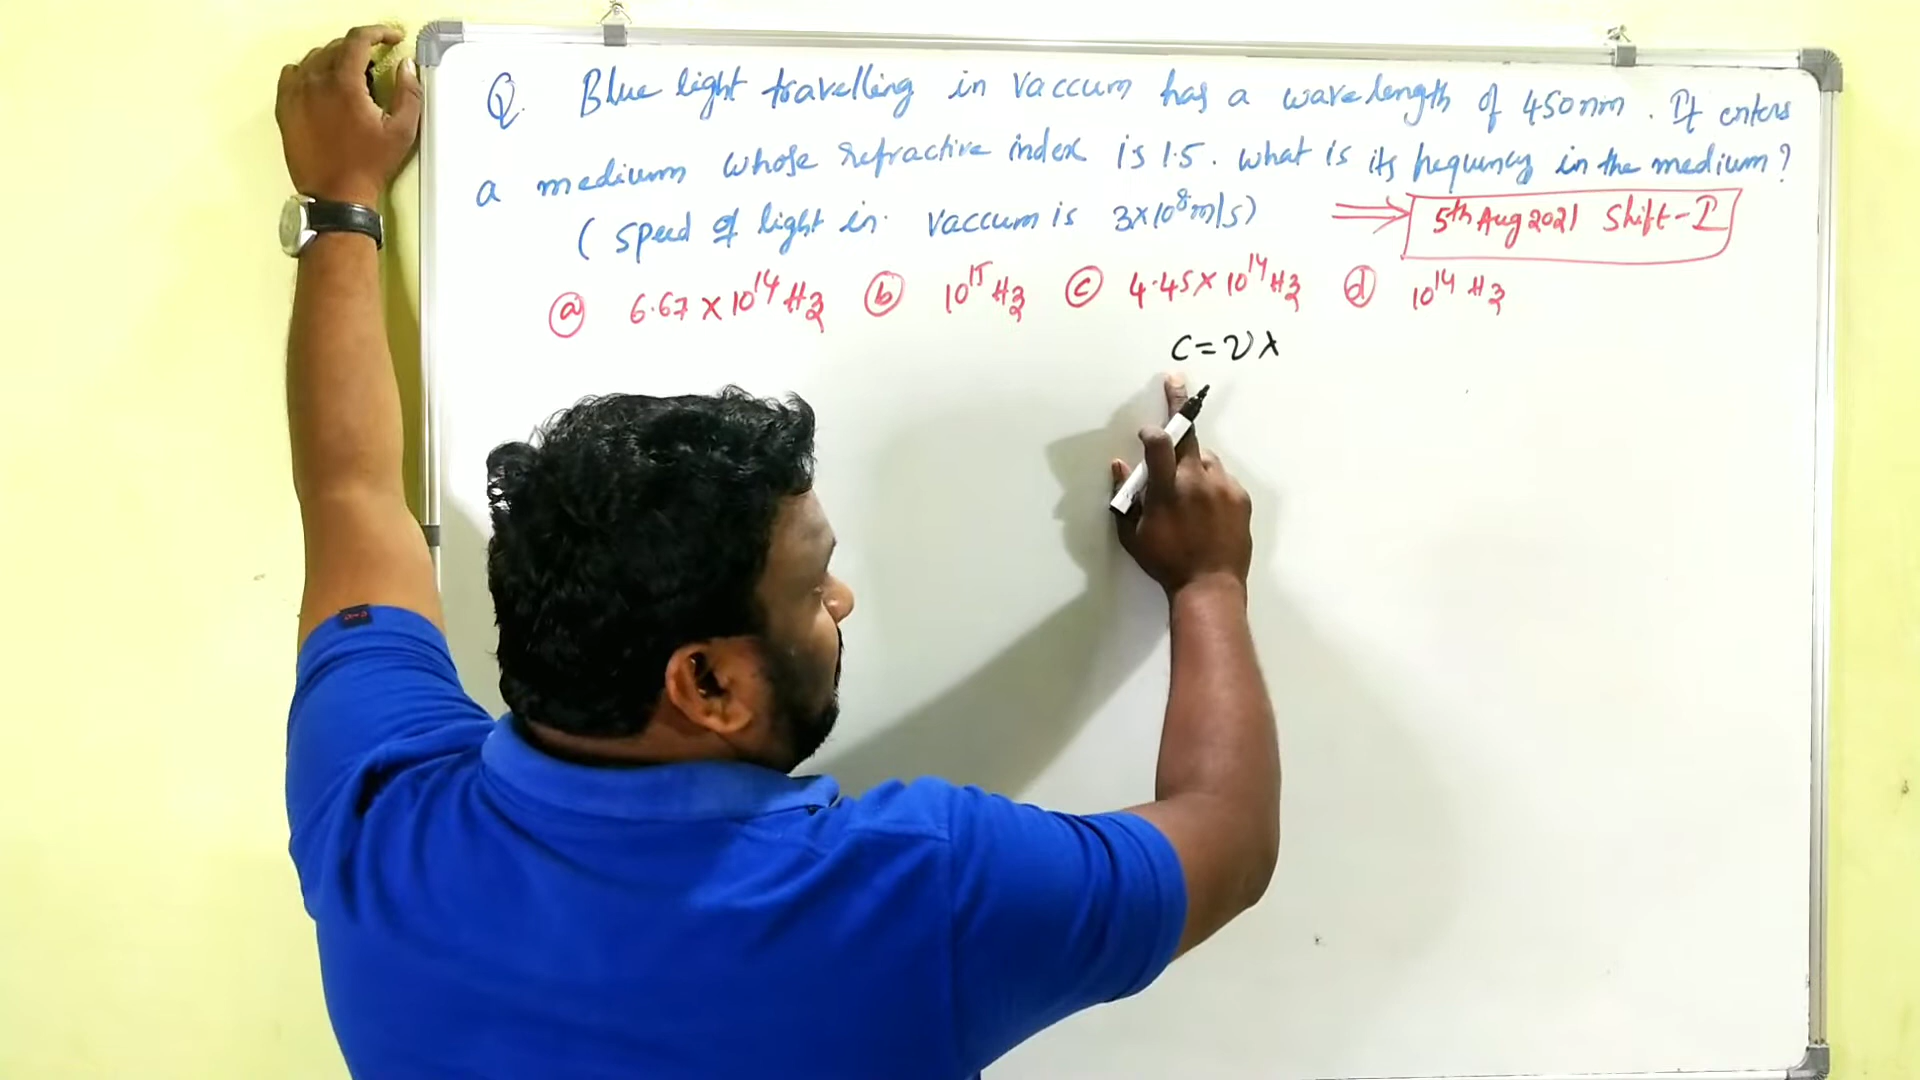 Q. Blue light travelling in vaccum has a wavelength of 450nm. It enters
a medium whose refractive index is 1.5. what is its frequency in the medium?
( speed of light in vaccum is 3×10⁸m/s) ⟹ 5th Aug 2021 Shift-I
ⓐ 6.67 × 10¹⁴ Hz ⓑ 10¹⁵ Hz ⓒ 4.45 × 10¹⁴ Hz ⓓ 10¹⁴ Hz
C = νλ